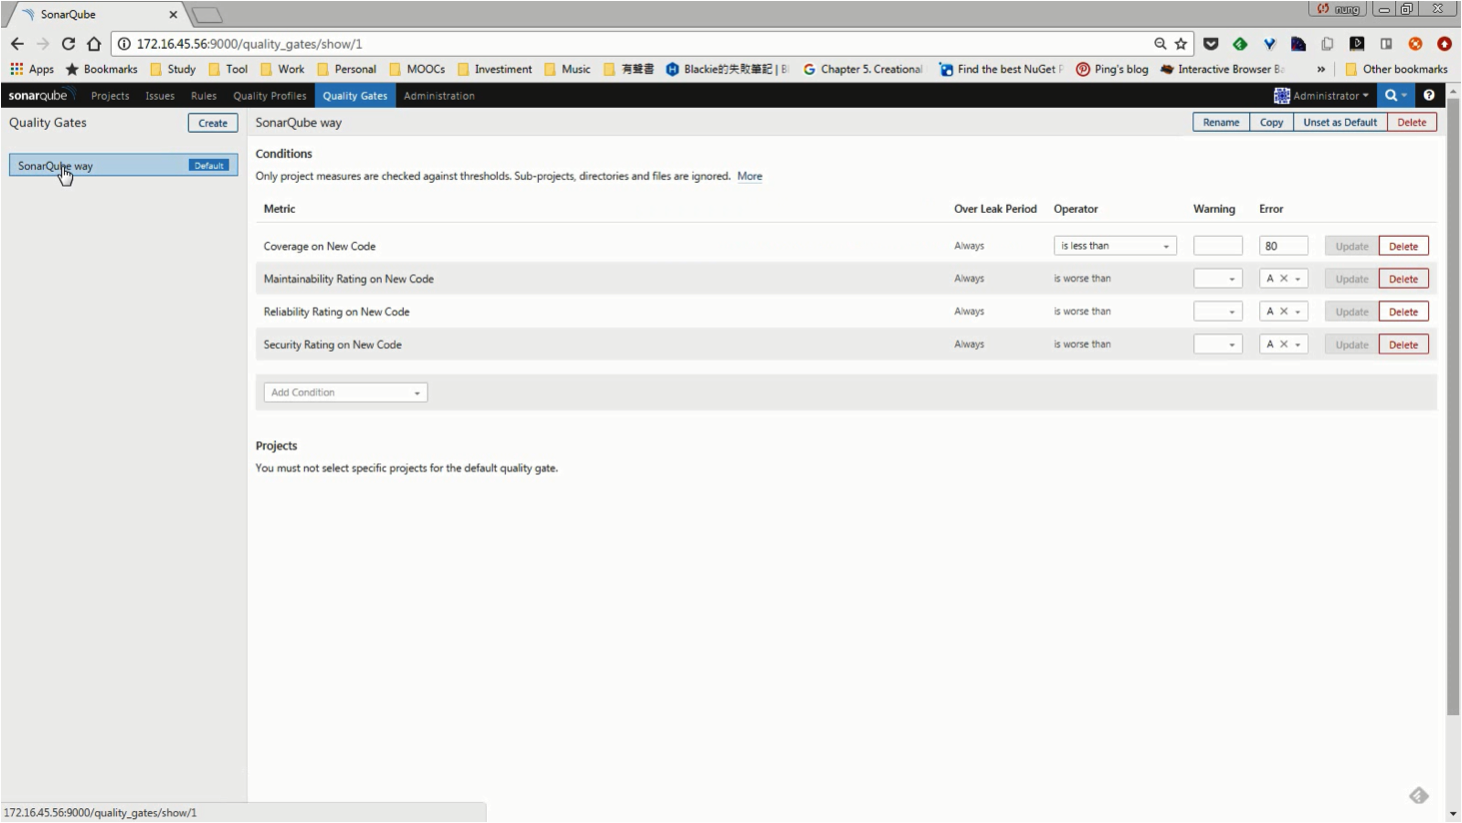 SonarQube
nung
172.16.45.56:9000/quality_gates/show/1
Apps Bookmarks Study Tool Work Personal MOOCs Investiment Music 有聲書 Blackie的失敗筆記 | Bl Chapter 5. Creational Find the best NuGet P Ping's blog Interactive Browser Ba » Other bookmarks
sonarqube Projects Issues Rules Quality Profiles Quality Gates Administration Administrator
Quality Gates Create SonarQube way Rename Copy Unset as Default Delete
SonarQube way Default
Conditions
Only project measures are checked against thresholds. Sub-projects, directories and files are ignored. More
Metric Over Leak Period Operator Warning Error
Coverage on New Code Always is less than 80 Update Delete
Maintainability Rating on New Code Always is worse than A Update Delete
Reliability Rating on New Code Always is worse than A Update Delete
Security Rating on New Code Always is worse than A Update Delete
Add Condition
Projects
You must not select specific projects for the default quality gate.
172.16.45.56:9000/quality_gates/show/1